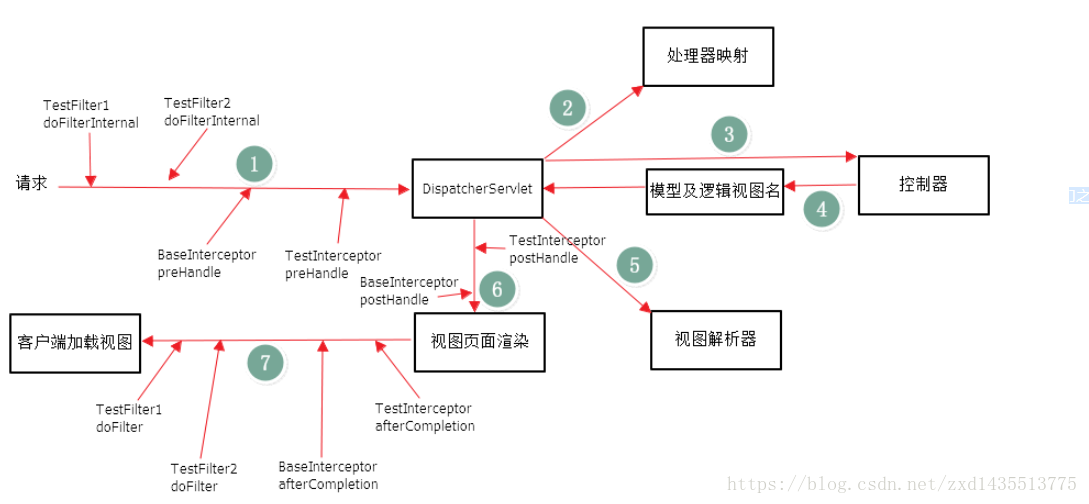 处理器映射
TestFilter1
doFilterInternal
TestFilter2
doFilterInternal
2
3
1
请求
DispatcherServlet
模型及逻辑视图名
控制器
4
BaseInterceptor
preHandle
TestInterceptor
preHandle
TestInterceptor
postHandle
5
BaseInterceptor
postHandle
6
客户端加载视图
视图页面渲染
视图解析器
7
TestFilter1
doFilter
TestInterceptor
afterCompletion
TestFilter2
doFilter
BaseInterceptor
afterCompletion
https://blog.csdn.net/zxd1435513775